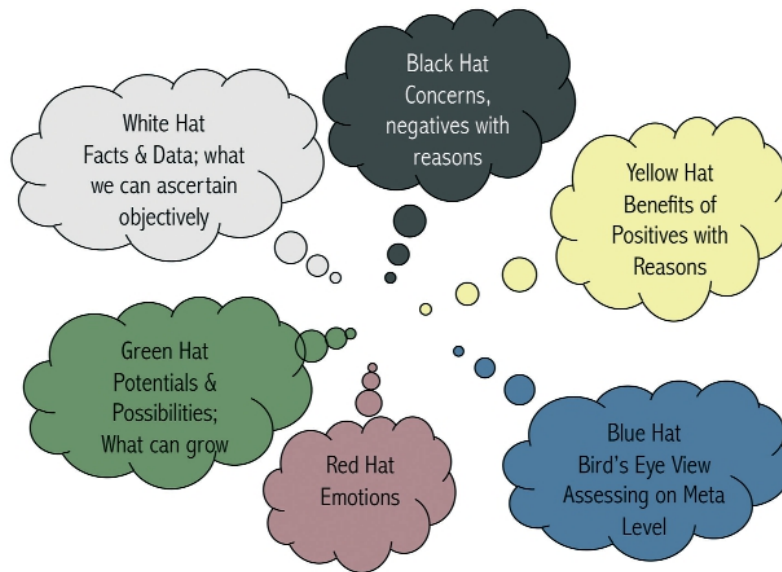 White Hat
Facts & Data; what
we can ascertain
objectively
Black Hat
Concerns,
negatives with
reasons
Yellow Hat
Benefits of
Positives with
Reasons
Green Hat
Potentials &
Possibilities;
What can grow
Red Hat
Emotions
Blue Hat
Bird's Eye View
Assessing on Meta
Level